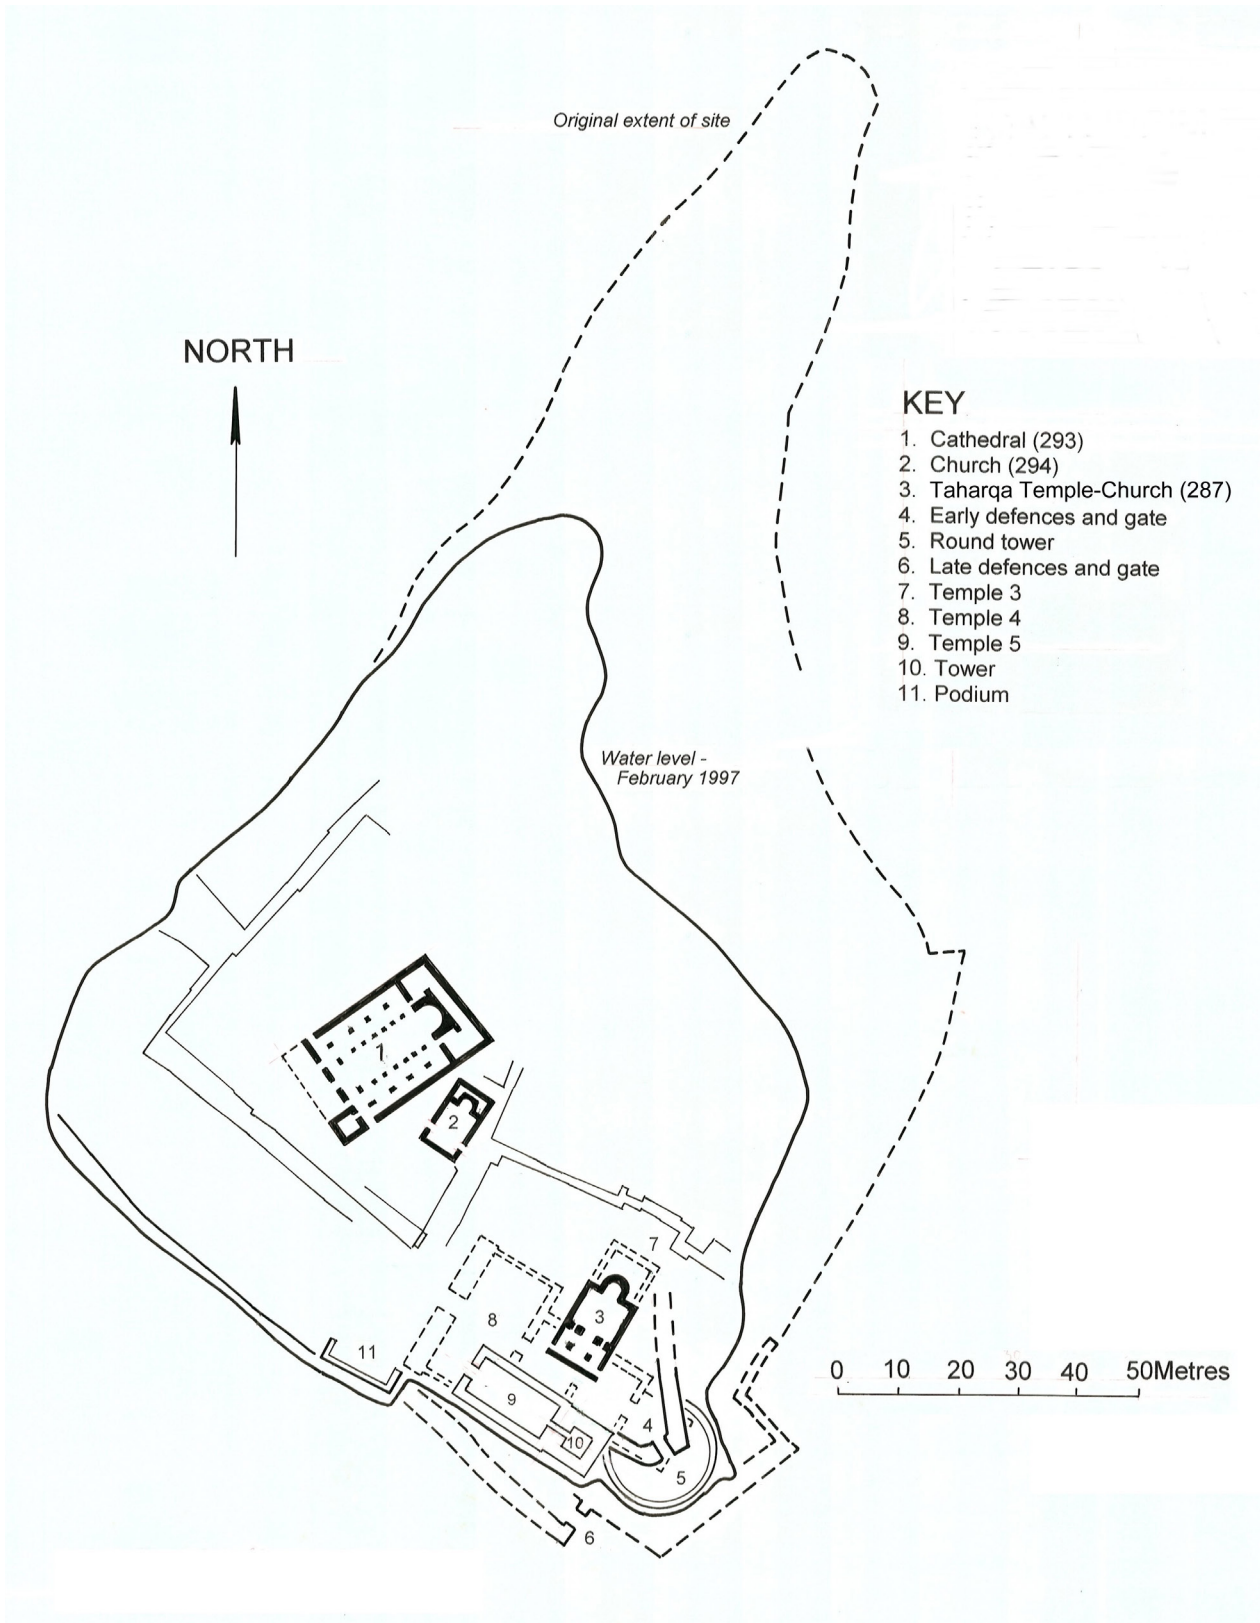 Original extent of site
NORTH
KEY
1. Cathedral (293)
2. Church (294)
3. Taharqa Temple-Church (287)
4. Early defences and gate
5. Round tower
6. Late defences and gate
7. Temple 3
8. Temple 4
9. Temple 5
10. Tower
11. Podium
Water level -
February 1997
1
2
7
3
8
11
0 10 20 30 40 50Metres
9
4
10
5
6